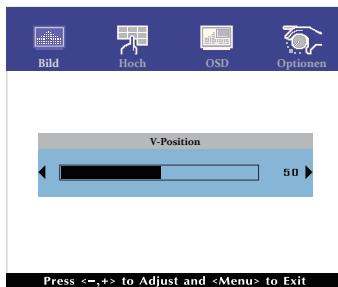 Bild Hoch OSD Optionen
V-Position
50
Press <–,+> to Adjust and <Menu> to Exit